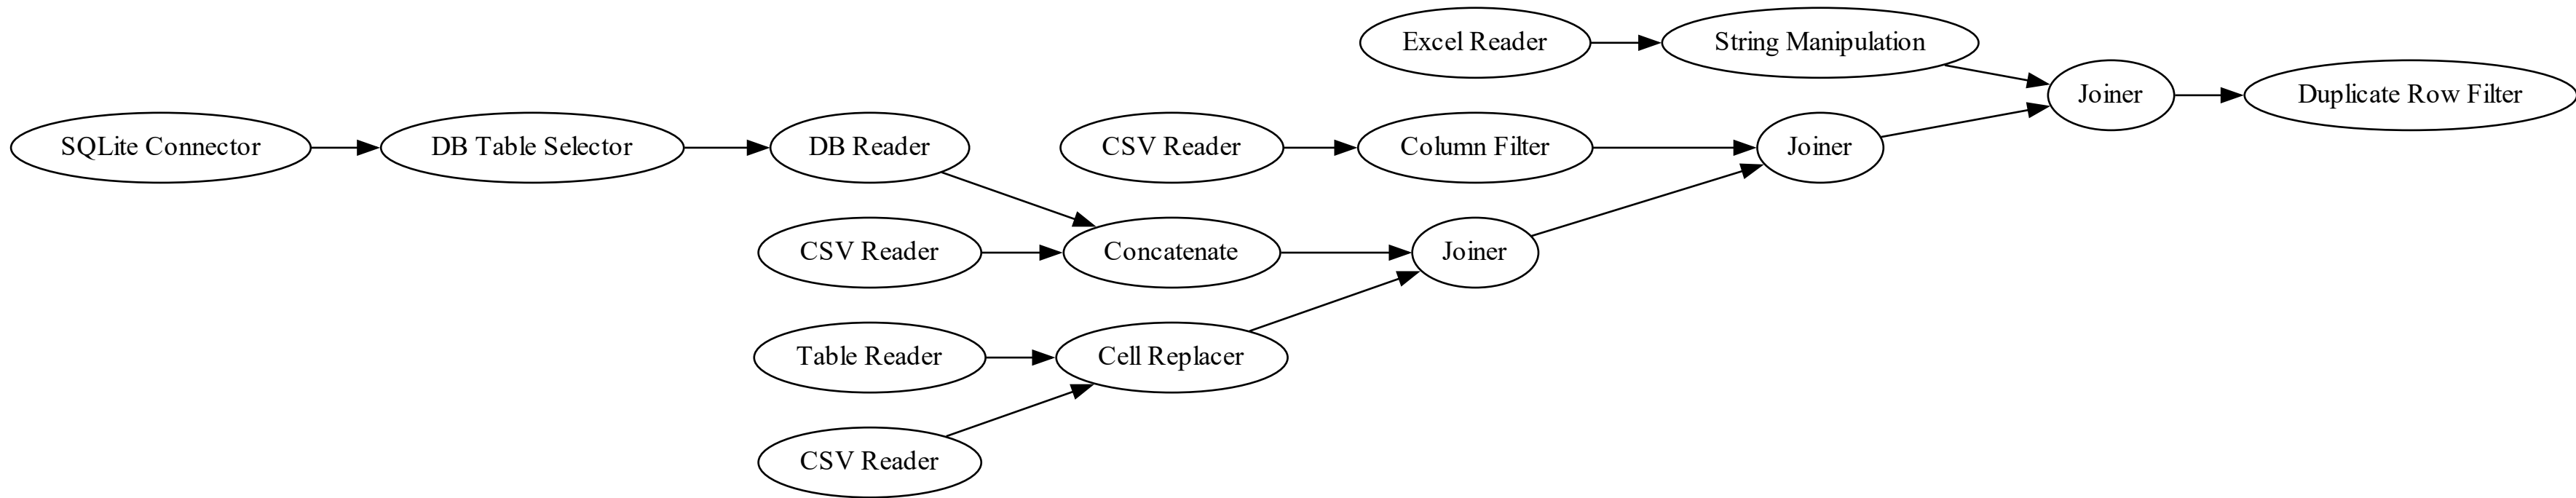 Excel Reader
String Manipulation
Joiner
Duplicate Row Filter
SQLite Connector
DB Table Selector
DB Reader
CSV Reader
Column Filter
Joiner
CSV Reader
Concatenate
Joiner
Table Reader
Cell Replacer
CSV Reader